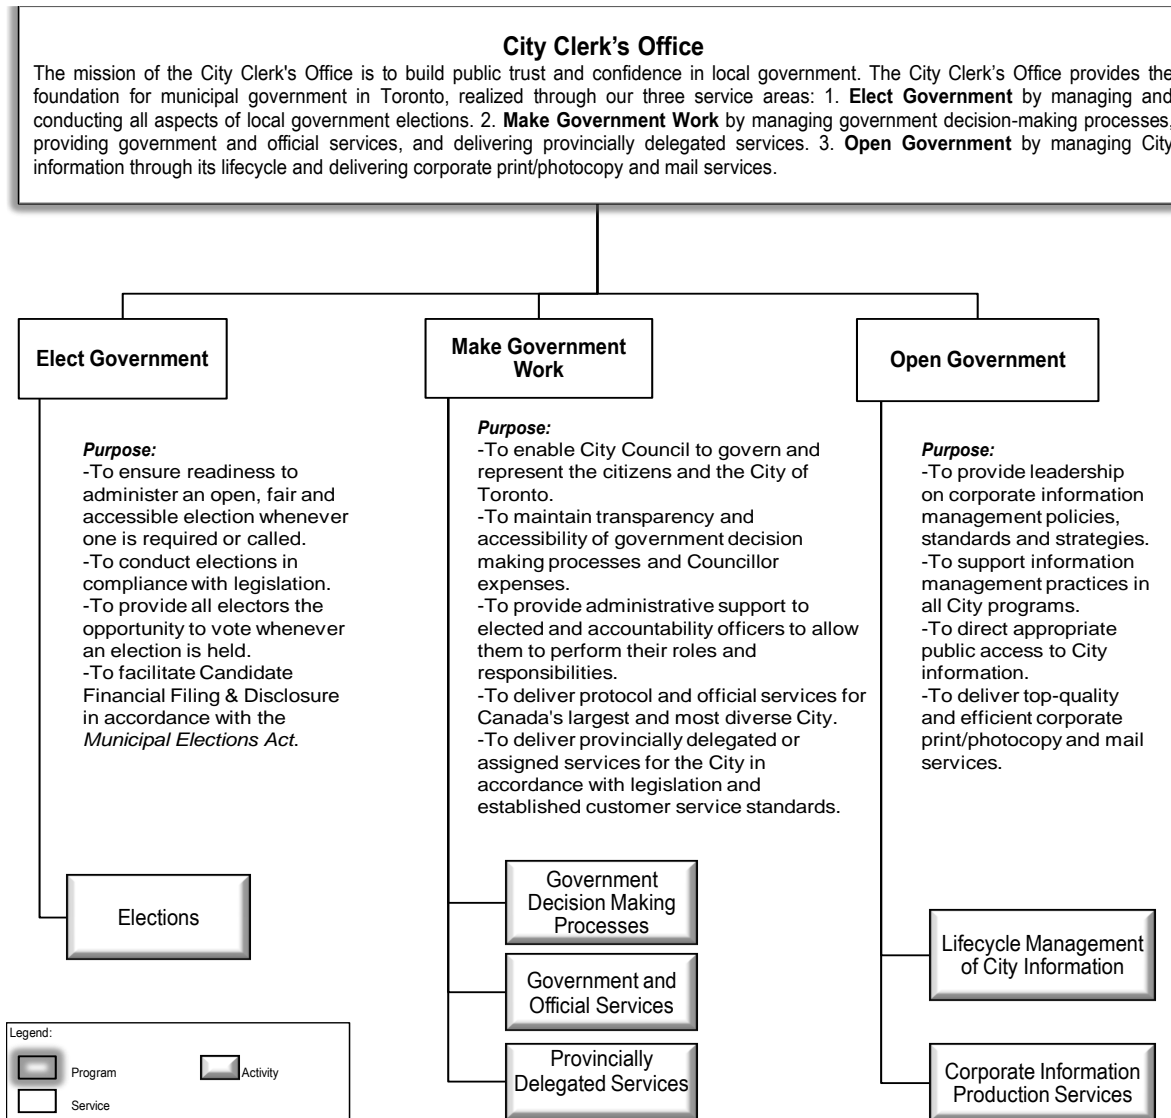 City Clerk’s Office
The mission of the City Clerk's Office is to build public trust and confidence in local government. The City Clerk’s Office provides the
foundation for municipal government in Toronto, realized through our three service areas: 1. Elect Government by managing and
conducting all aspects of local government elections. 2. Make Government Work by managing government decision-making processes,
providing government and official services, and delivering provincially delegated services. 3. Open Government by managing City
information through its lifecycle and delivering corporate print/photocopy and mail services.
Elect Government
Purpose:
-To ensure readiness to
administer an open, fair and
accessible election whenever
one is required or called.
-To conduct elections in
compliance with legislation.
-To provide all electors the
opportunity to vote whenever
an election is held.
-To facilitate Candidate
Financial Filing & Disclosure
in accordance with the
Municipal Elections Act.
Elections
Make Government
Work
Purpose:
-To enable City Council to govern and
represent the citizens and the City of
Toronto.
-To maintain transparency and
accessibility of government decision
making processes and Councillor
expenses.
-To provide administrative support to
elected and accountability officers to allow
them to perform their roles and
responsibilities.
-To deliver protocol and official services for
Canada's largest and most diverse City.
-To deliver provincially delegated or
assigned services for the City in
accordance with legislation and
established customer service standards.
Government
Decision Making
Processes
Government and
Official Services
Provincially
Delegated Services
Open Government
Purpose:
-To provide leadership
on corporate information
management policies,
standards and strategies.
-To support information
management practices in
all City programs.
-To direct appropriate
public access to City
information.
-To deliver top-quality
and efficient corporate
print/photocopy and mail
services.
Lifecycle Management
of City Information
Corporate Information
Production Services
Legend:
Program
Activity
Service